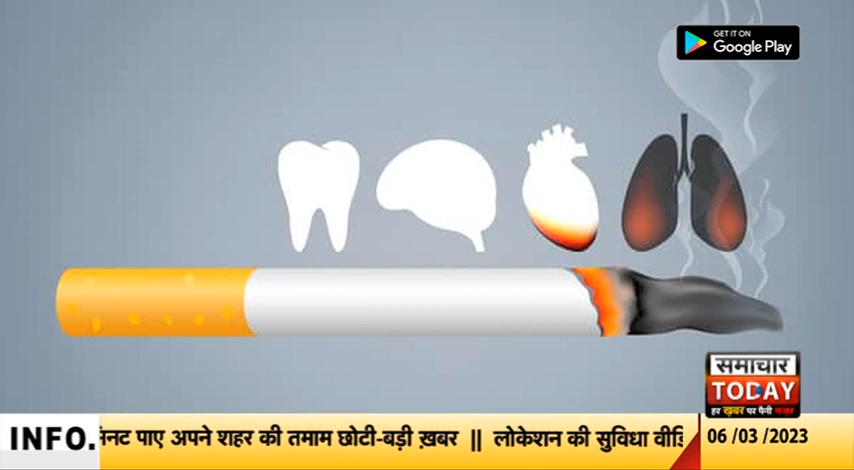 GET IT ON
Google Play
समाचार
TODAY
हर ख़बर पर पैनी नज़र
INFO.
पाए अपने शहर की तमाम छोटी-बड़ी ख़बर || लोकेशन की सुविधा
06 /03 /2023